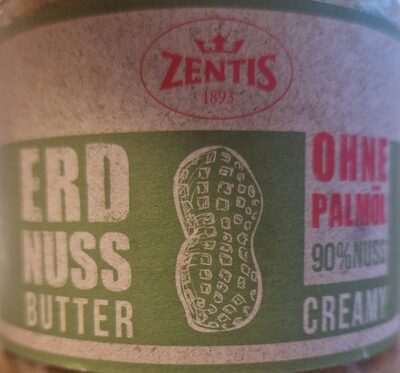 ZENTIS
1893
ERD
NUSS
BUTTER
OHNE
PALMÖL
90% NUSS
CREAMY